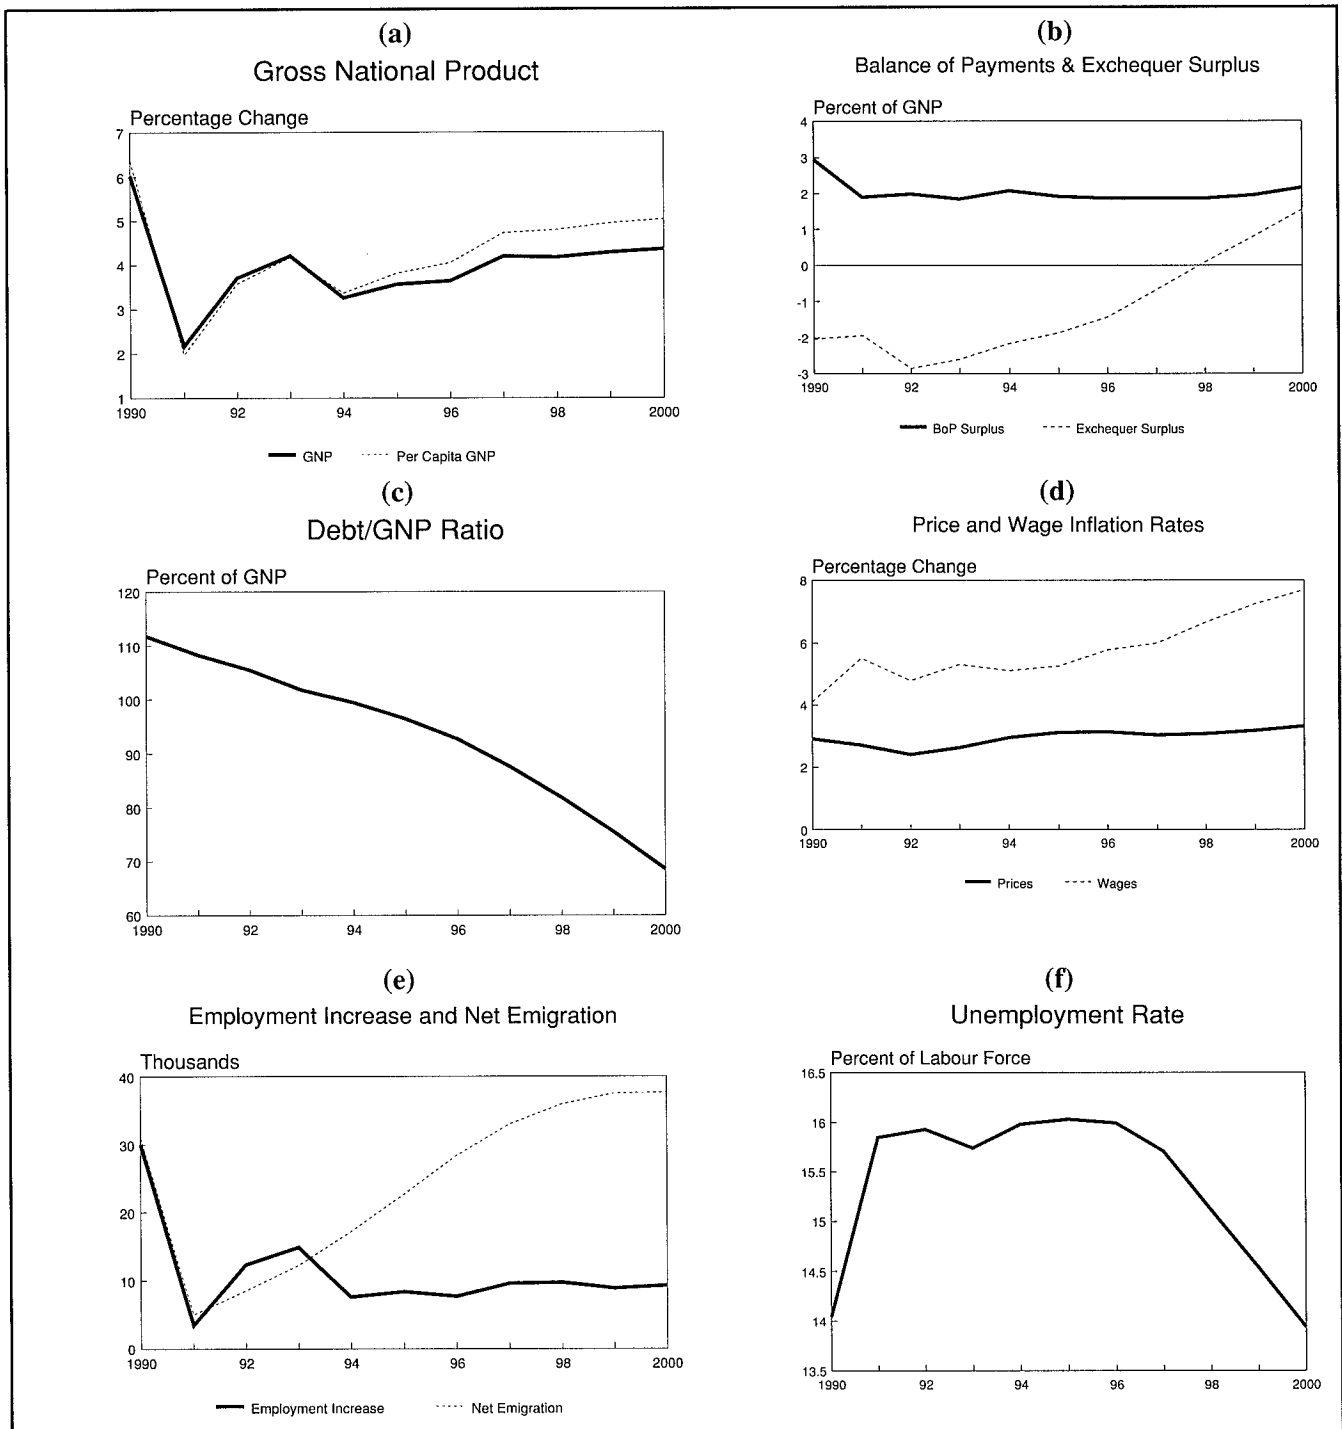 (a)
Gross National Product
Percentage Change
7
6
5
4
3
2
1
1990 92 94 96 98 2000
GNP Per Capita GNP
(b)
Balance of Payments & Exchequer Surplus
Percent of GNP
4
3
2
1
0
-1
-2
-3
1990 92 94 96 98 2000
BoP Surplus Exchequer Surplus
(c)
Debt/GNP Ratio
Percent of GNP
120
110
100
90
80
70
60
1990 92 94 96 98 2000
(d)
Price and Wage Inflation Rates
Percentage Change
8
6
4
2
0
1990 92 94 96 98 2000
Prices Wages
(e)
Employment Increase and Net Emigration
Thousands
40
30
20
10
0
1990 92 94 96 98 2000
Employment Increase Net Emigration
(f)
Unemployment Rate
Percent of Labour Force
16.5
16
15.5
15
14.5
14
13.5
1990 92 94 96 98 2000